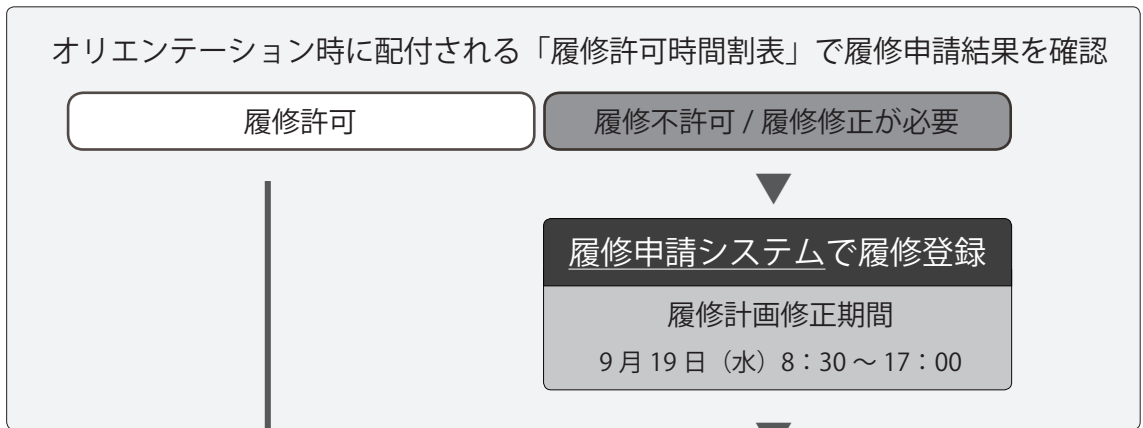 オリエンテーション時に配付される「履修許可時間割表」で履修申請結果を確認
履修許可
履修不許可 / 履修修正が必要
履修申請システムで履修登録
履修計画修正期間
9 月 19 日（水）8：30 〜 17：00